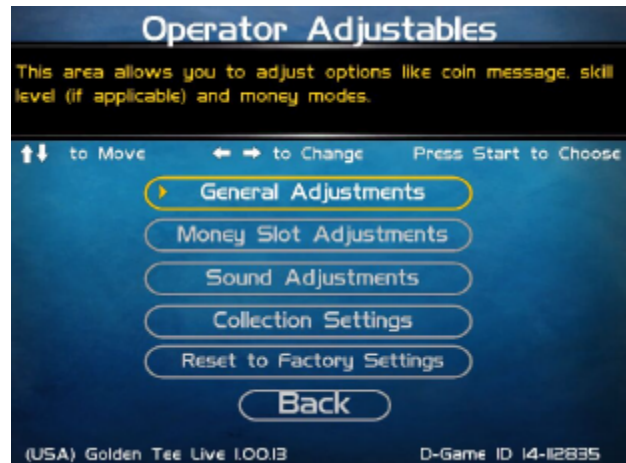 Operator Adjustables
This area allows you to adjust options like coin message, skill
level (if applicable) and money modes.
to Move to Change Press Start to Choose
General Adjustments
Money Slot Adjustments
Sound Adjustments
Collection Settings
Reset to Factory Settings
Back
(USA) Golden Tee Live 1.00.13 D-Game ID 14-112835